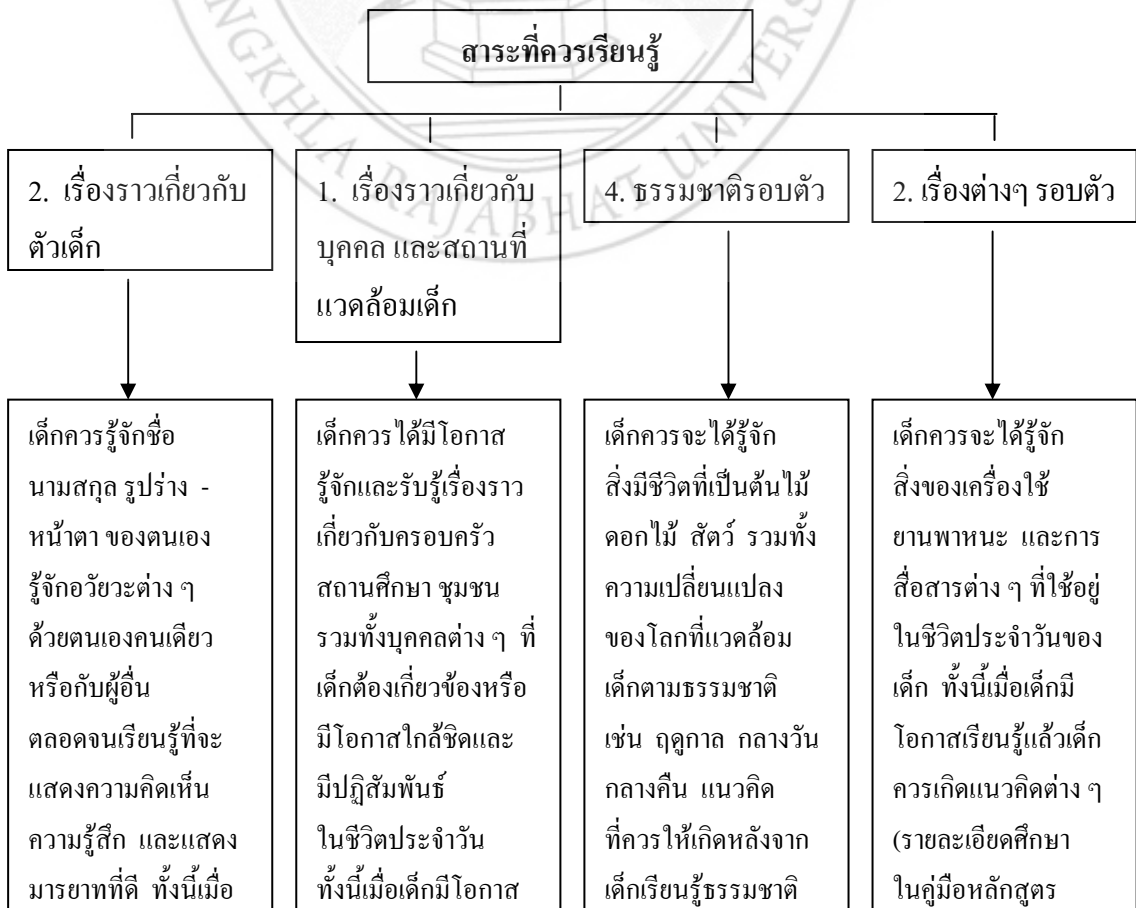 สาระที่ควรเรียนรู้
2. เรื่องราวเกี่ยวกับ
ตัวเด็ก
1. เรื่องราวเกี่ยวกับ
บุคคล และสถานที่
แวดล้อมเด็ก
4. ธรรมชาติรอบตัว
2. เรื่องต่างๆ รอบตัว
เด็กควรรู้จักชื่อ
นามสกุล รูปร่าง -
หน้าตา ของตนเอง
รู้จักอวัยวะต่าง ๆ
ด้วยตนเองคนเดียว
หรือกับผู้อื่น
ตลอดจนเรียนรู้ที่จะ
แสดงความคิดเห็น
ความรู้สึก และแสดง
มารยาทที่ดี ทั้งนี้เมื่อ
เด็กควรได้มีโอกาส
รู้จักและรับรู้เรื่องราว
เกี่ยวกับครอบครัว
สถานศึกษา ชุมชน
รวมทั้งบุคคลต่าง ๆ ที่
เด็กต้องเกี่ยวข้องหรือ
มีโอกาสใกล้ชิดและ
มีปฏิสัมพันธ์
ในชีวิตประจำวัน
ทั้งนี้เมื่อเด็กมีโอกาส
เด็กควรจะได้รู้จัก
สิ่งมีชีวิตที่เป็นต้นไม้
ดอกไม้ สัตว์ รวมทั้ง
ความเปลี่ยนแปลง
ของโลกที่แวดล้อม
เด็กตามธรรมชาติ
เช่น ฤดูกาล กลางวัน
กลางคืน แนวคิด
ที่ควรให้เกิดหลังจาก
เด็กเรียนรู้ธรรมชาติ
เด็กควรจะได้รู้จัก
สิ่งของเครื่องใช้
ยานพาหนะ และการ
สื่อสารต่าง ๆ ที่ใช้อยู่
ในชีวิตประจำวันของ
เด็ก ทั้งนี้เมื่อเด็กมี
โอกาสเรียนรู้แล้วเด็ก
ควรเกิดแนวคิดต่าง ๆ
(รายละเอียดศึกษา
ในคู่มือหลักสูตร
RAJABHAT